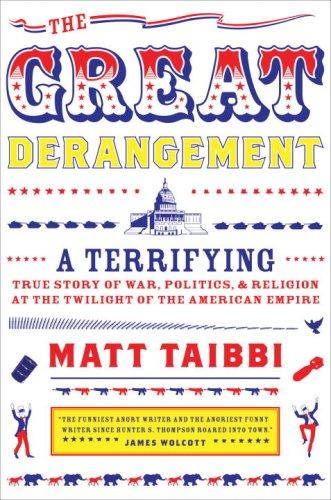 THE
GREAT
DERANGEMENT
A TERRIFYING
TRUE STORY OF WAR, POLITICS, & RELIGION
AT THE TWILIGHT OF THE AMERICAN EMPIRE
MATT TAIBBI
"THE FUNNIEST ANGRY WRITER AND THE ANGRIEST FUNNY
WRITER SINCE HUNTER S. THOMPSON ROARED INTO TOWN."
JAMES WOLCOTT